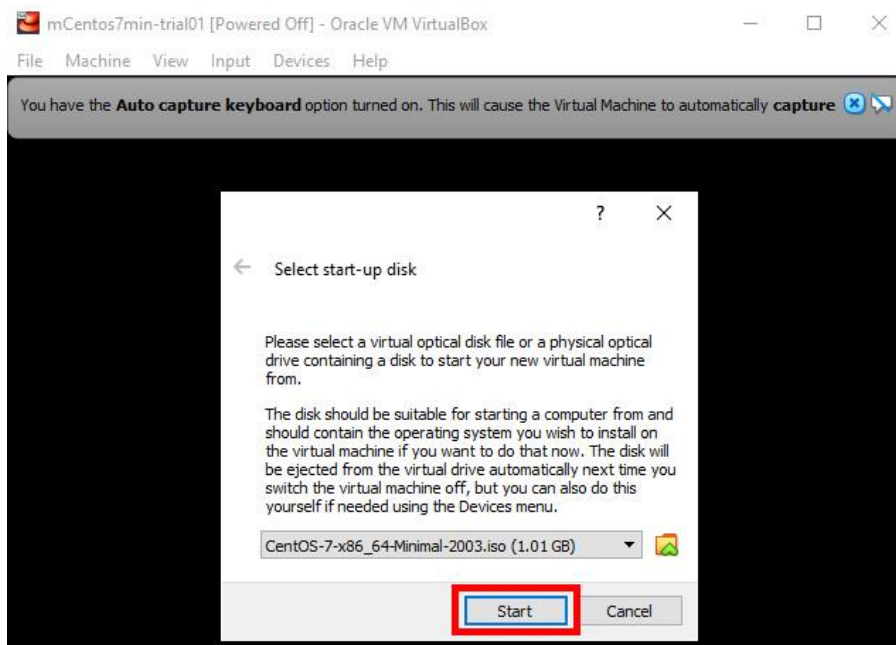 mCentos7min-trial01 [Powered Off] - Oracle VM VirtualBox
File Machine View Input Devices Help
You have the Auto capture keyboard option turned on. This will cause the Virtual Machine to automatically capture
?
Select start-up disk
Please select a virtual optical disk file or a physical optical
drive containing a disk to start your new virtual machine
from.
The disk should be suitable for starting a computer from and
should contain the operating system you wish to install on
the virtual machine if you want to do that now. The disk will
be ejected from the virtual drive automatically next time you
switch the virtual machine off, but you can also do this
yourself if needed using the Devices menu.
CentOS-7-x86_64-Minimal-2003.iso (1.01 GB)
Start Cancel